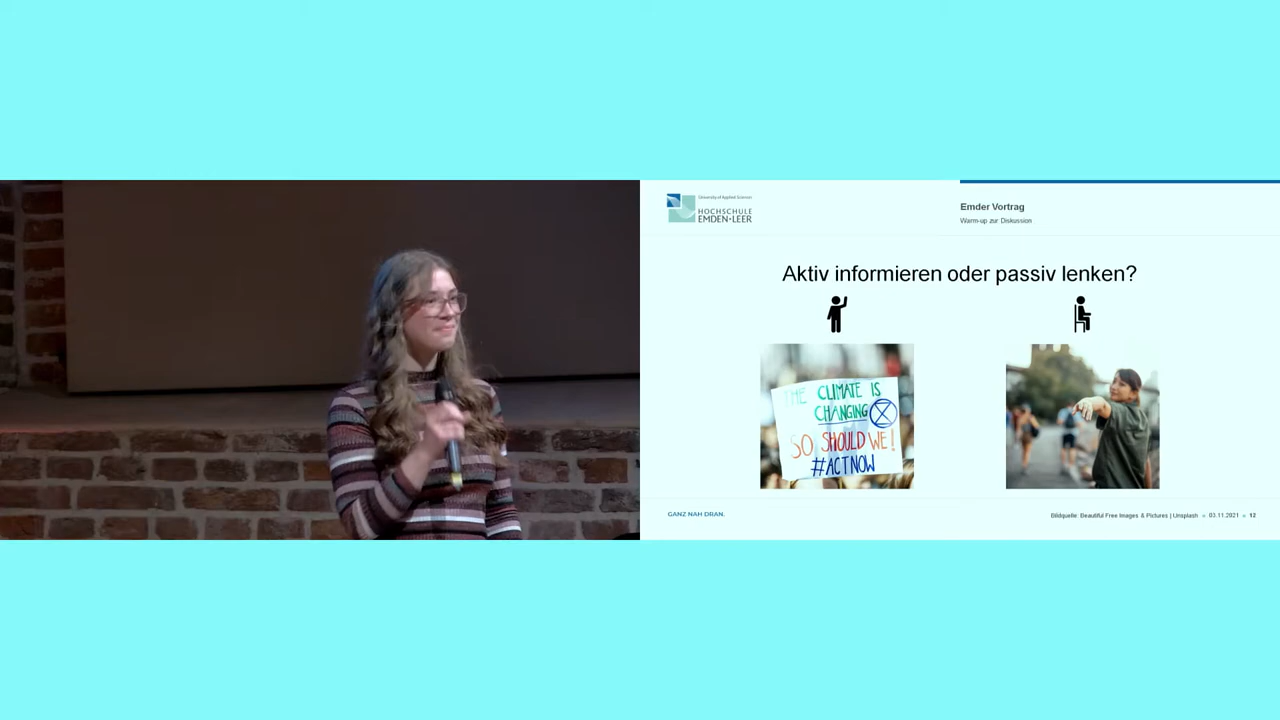 University of Applied Sciences
HOCHSCHULE
EMDEN·LEER
Emder Vortrag
Warm-up zur Diskussion
Aktiv informieren oder passiv lenken?
THE CLIMATE IS
CHANGING
SO SHOULD WE!
#ACTNOW
GANZ NAH DRAN.
Bildquelle: Beautiful Free Images & Pictures | Unsplash 03.11.2021 12